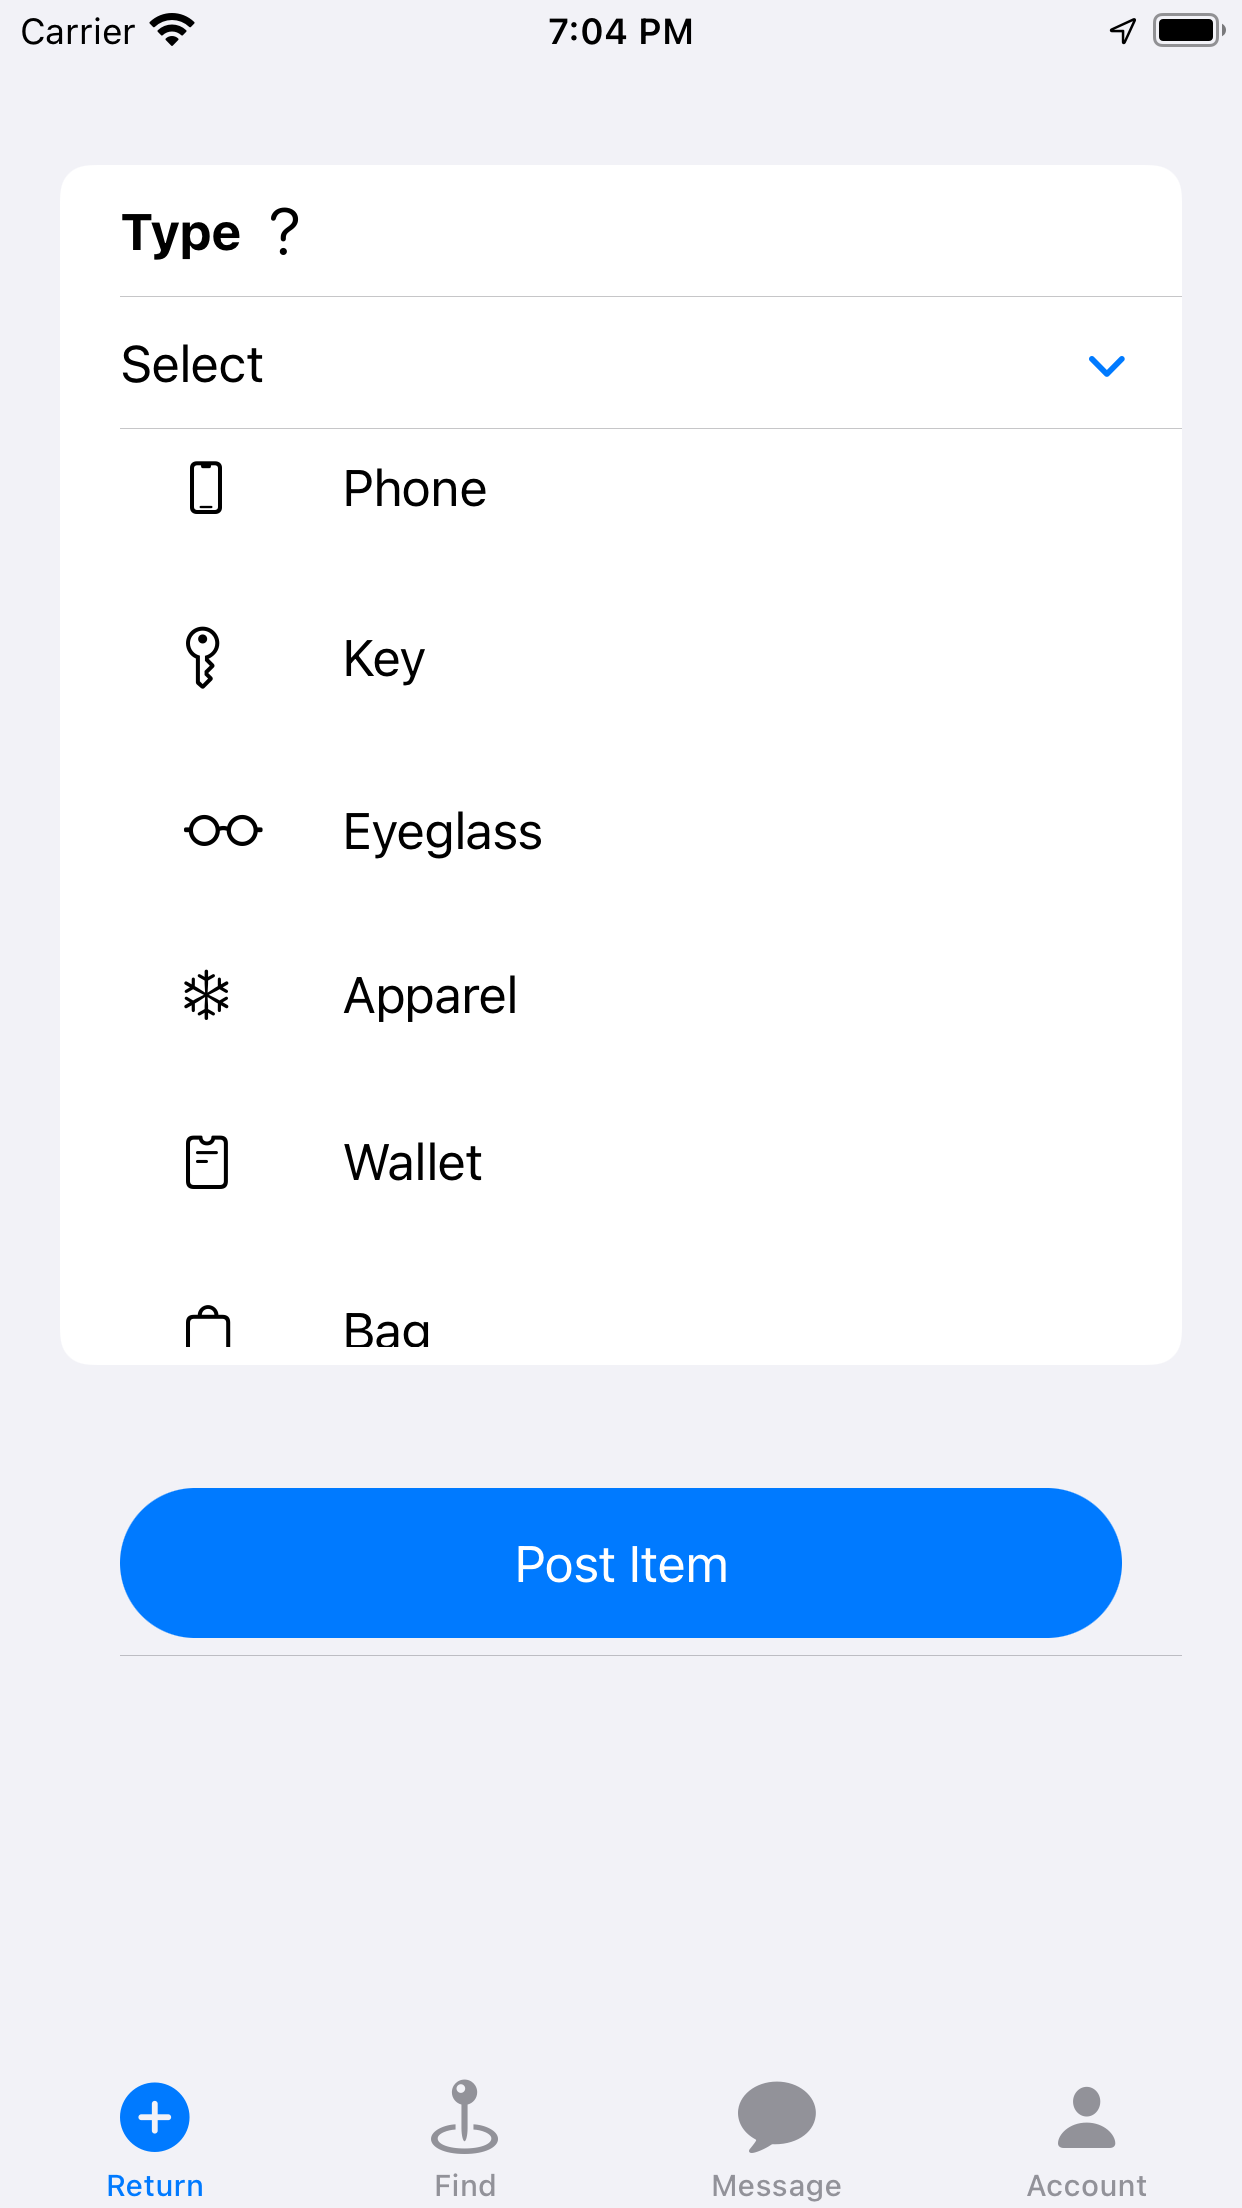 Carrier 7:04 PM
Type ?
Select
Phone
Key
Eyeglass
Apparel
Wallet
Bag
Post Item
Return Find Message Account